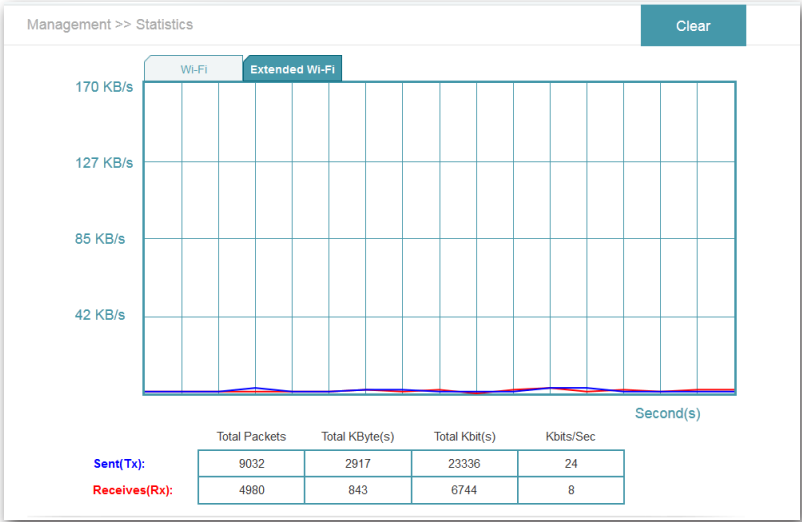 Management >> Statistics
Clear
Wi-Fi
Extended Wi-Fi
170 KB/s
127 KB/s
85 KB/s
42 KB/s
Second(s)
Total Packets Total KByte(s) Total Kbit(s) Kbits/Sec
Sent(Tx): 9032 2917 23336 24
Receives(Rx): 4980 843 6744 8